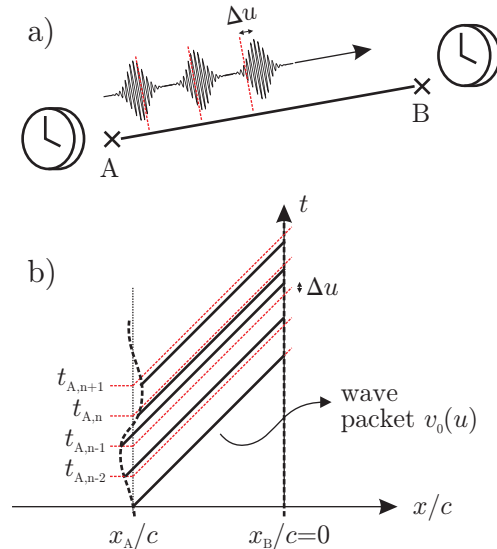 a)
Δu
A
B
b)
t
Δu
t_{A,n+1}
t_{A,n}
t_{A,n-1}
t_{A,n-2}
wave
packet v_0(u)
x_A/c
x_B/c=0
x/c